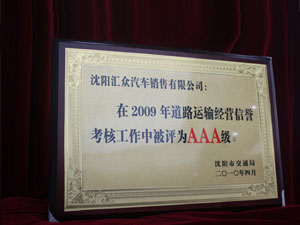 沈阳汇众汽车销售有限公司：
在2009年道路运输经营信誉
考核工作中被评为AAA级。
沈阳市交通局
二〇一〇年四月